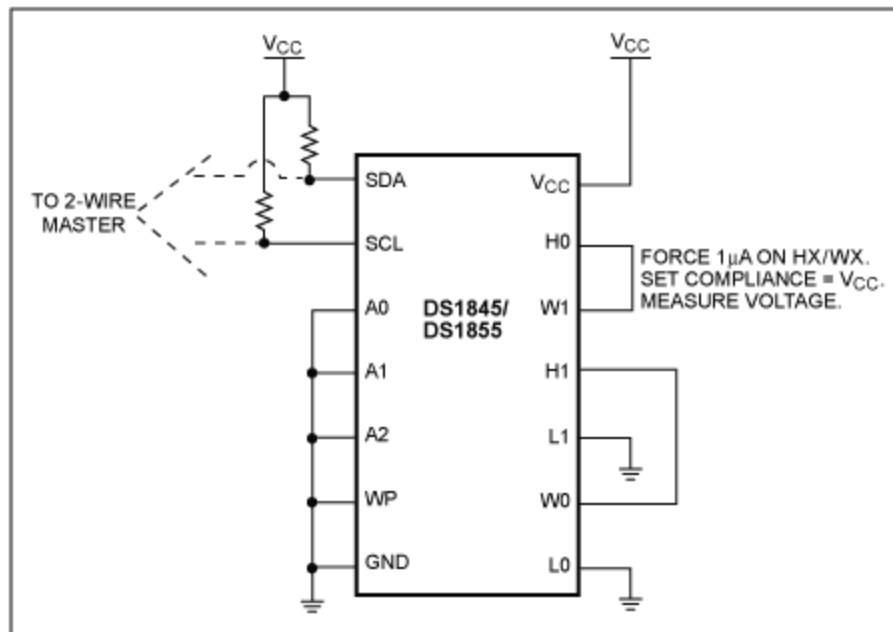 VCC
VCC
TO 2-WIRE
MASTER
SDA
SCL
A0
A1
A2
WP
GND
DS1845/
DS1855
VCC
H0
W1
H1
L1
W0
L0
FORCE 1μA ON HX/WX.
SET COMPLIANCE = VCC.
MEASURE VOLTAGE.